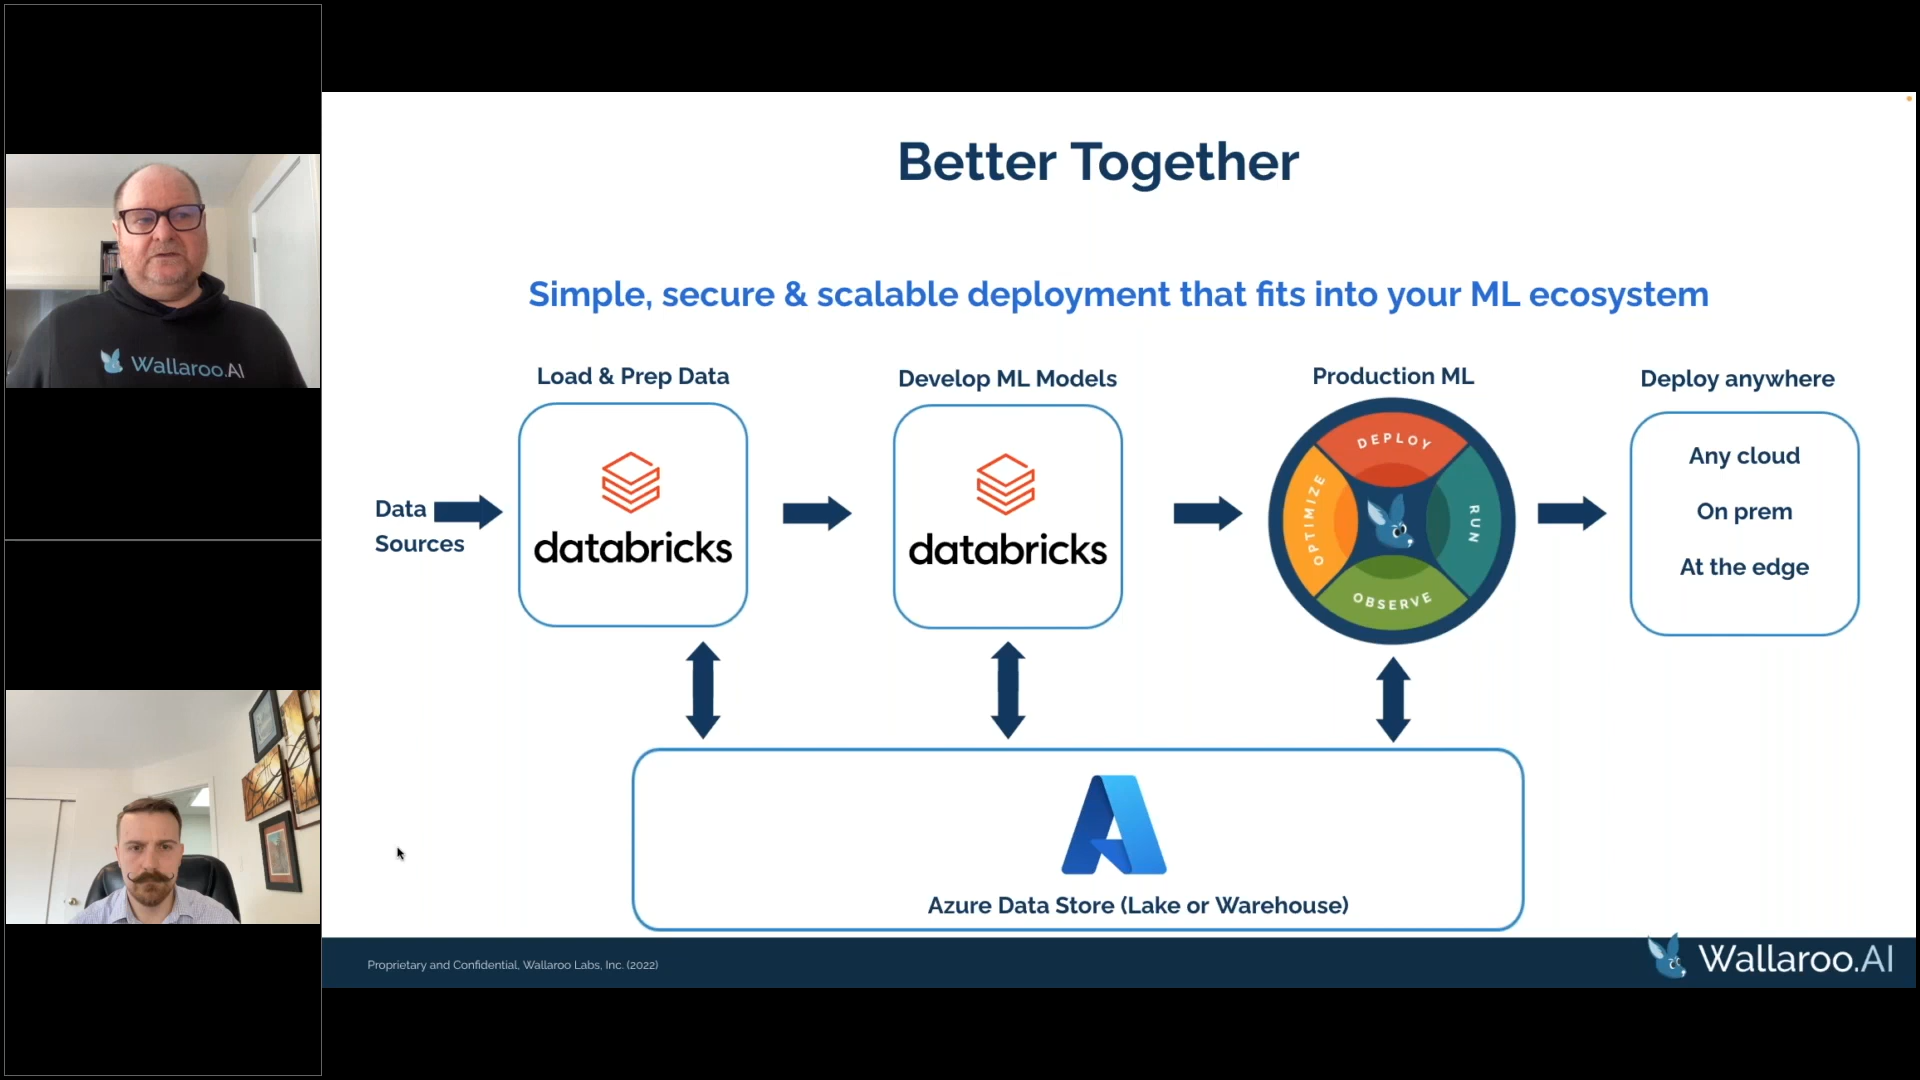 Wallaroo.AI
Better Together
Simple, secure & scalable deployment that fits into your ML ecosystem
Load & Prep Data
Develop ML Models
Production ML
Deploy anywhere
Data
Sources
databricks
databricks
DEPLOY
RUN
OBSERVE
OPTIMIZE
Any cloud
On prem
At the edge
Azure Data Store (Lake or Warehouse)
Proprietary and Confidential, Wallaroo Labs, Inc. (2022)
Wallaroo.AI